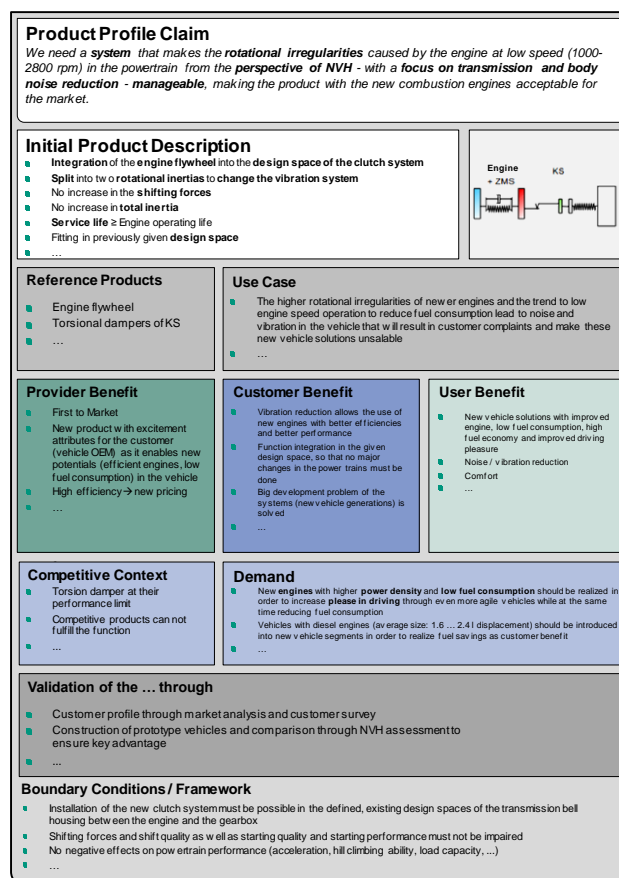 Product Profile Claim
We need a system that makes the rotational irregularities caused by the engine at low speed (1000-
2800 rpm) in the powertrain from the perspective of NVH - with a focus on transmission and body
noise reduction - manageable, making the product with the new combustion engines acceptable for
the market.
Initial Product Description
Integration of the engine flywheel into the design space of the clutch system
Split into two rotational inertias to change the vibration system
No increase in the shifting forces
No increase in total inertia
Service life ≥ Engine operating life
Fitting in previously given design space
…
Engine
+ ZMS
KS
Reference Products
Engine flywheel
Torsional dampers of KS
…
Use Case
The higher rotational irregularities of newer engines and the trend to low
engine speed operation to reduce fuel consumption lead to noise and
vibration in the vehicle that will result in customer complaints and make these
new vehicle solutions unsalable
…
Provider Benefit
First to Market
New product with excitement
attributes for the customer
(vehicle OEM) as it enables new
potentials (efficient engines, low
fuel consumption) in the vehicle
High efficiency→ new pricing
…
Customer Benefit
Vibration reduction allows the use of
new engines with better efficiencies
and better performance
Function integration in the given
design space, so that no major
changes in the power trains must be
done
Big development problem of the
systems (new vehicle generations) is
solved
…
User Benefit
New vehicle solutions with improved
engine, low fuel consumption, high
fuel economy and improved driving
pleasure
Noise / vibration reduction
Comfort
…
Competitive Context
Torsion damper at their
performance limit
Competitive products can not
fulfill the function
...
Demand
New engines with higher power density and low fuel consumption should be realized in
order to increase please in driving through even more agile vehicles while at the same
time reducing fuel consumption
Vehicles with diesel engines (average size: 1.6 … 2.4 l displacement) should be introduced
into new vehicle segments in order to realize fuel savings as customer benefit
…
Validation of the … through
Customer profile through market analysis and customer survey
Construction of prototype vehicles and comparison through NVH assessment to
ensure key advantage
...
Boundary Conditions / Framework
Installation of the new clutch system must be possible in the defined, existing design spaces of the transmission bell
housing between the engine and the gearbox
Shifting forces and shift quality as well as starting quality and starting performance must not be impaired
No negative effects on powertrain performance (acceleration, hill climbing ability, load capacity, ...)
…